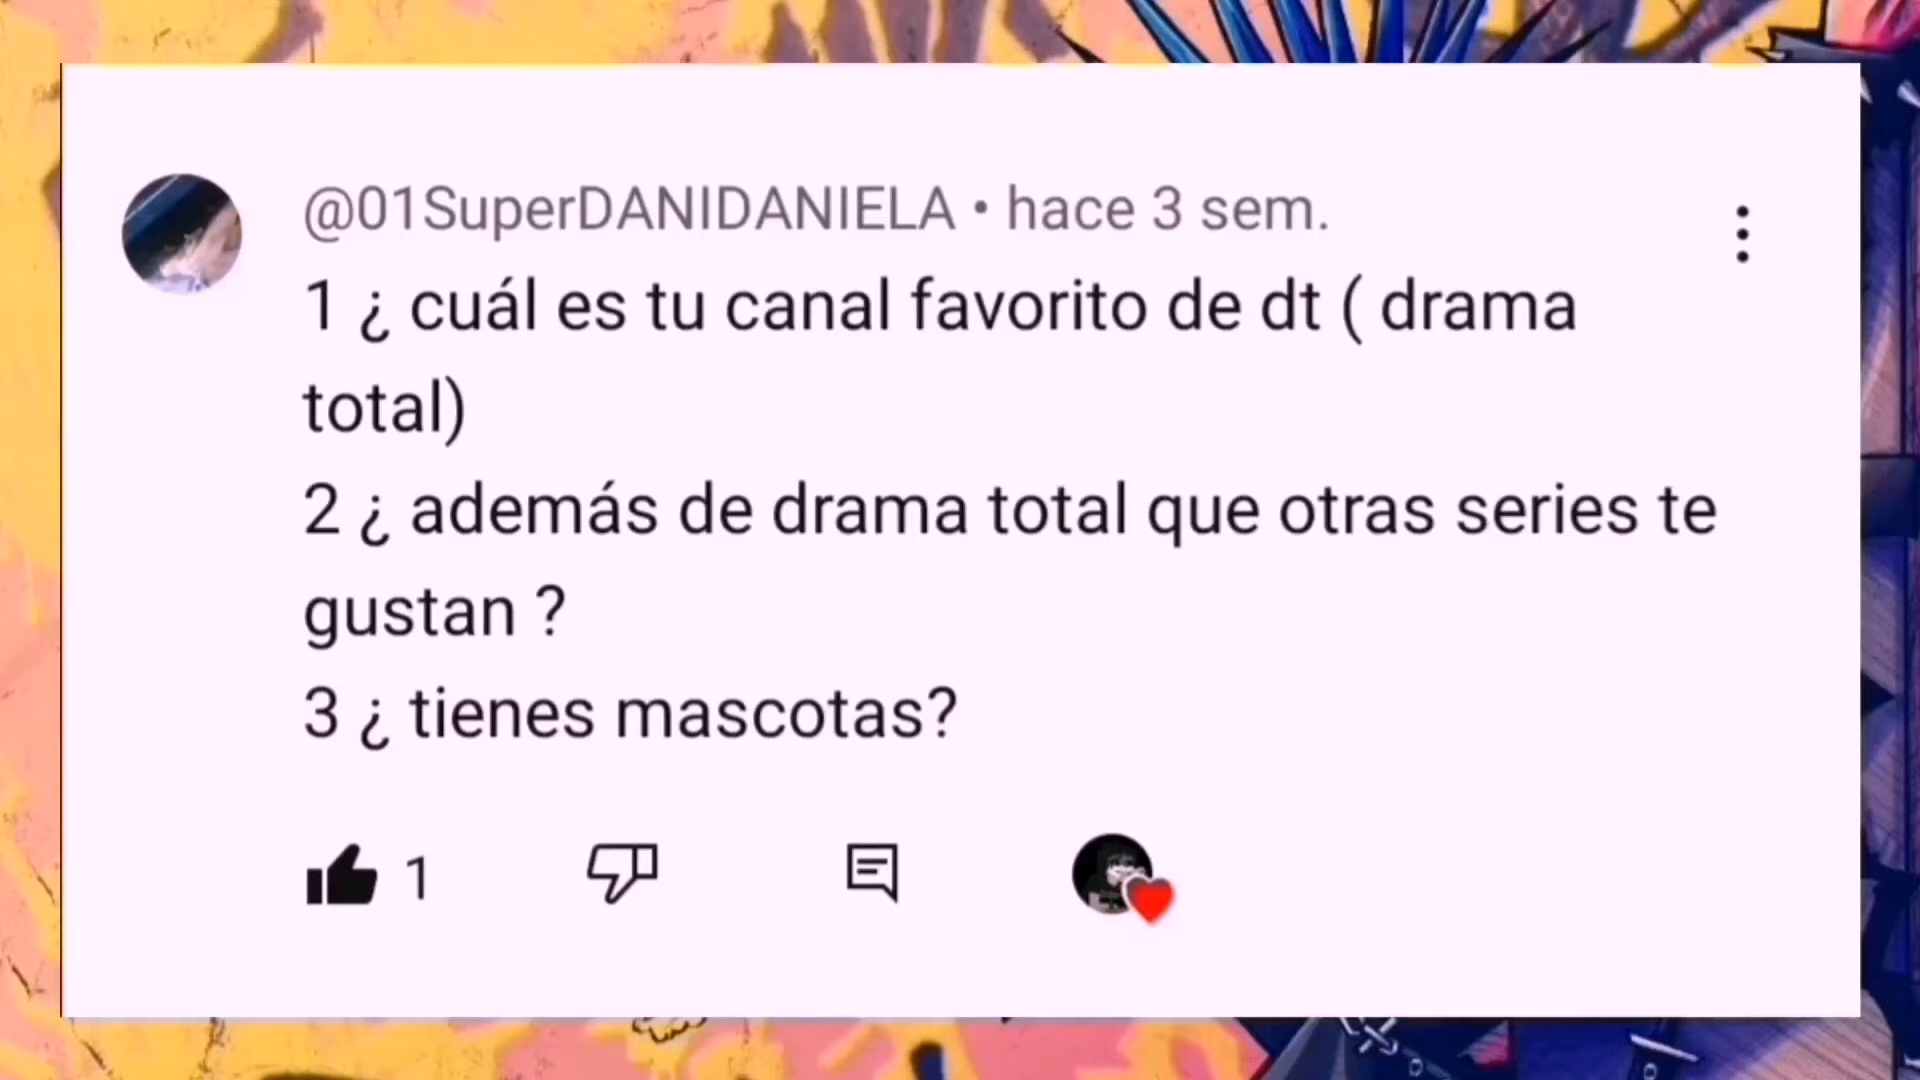 @01SuperDANIDANIELA • hace 3 sem.
1 ¿ cuál es tu canal favorito de dt ( drama
total)
2 ¿ además de drama total que otras series te
gustan ?
3 ¿ tienes mascotas?
1